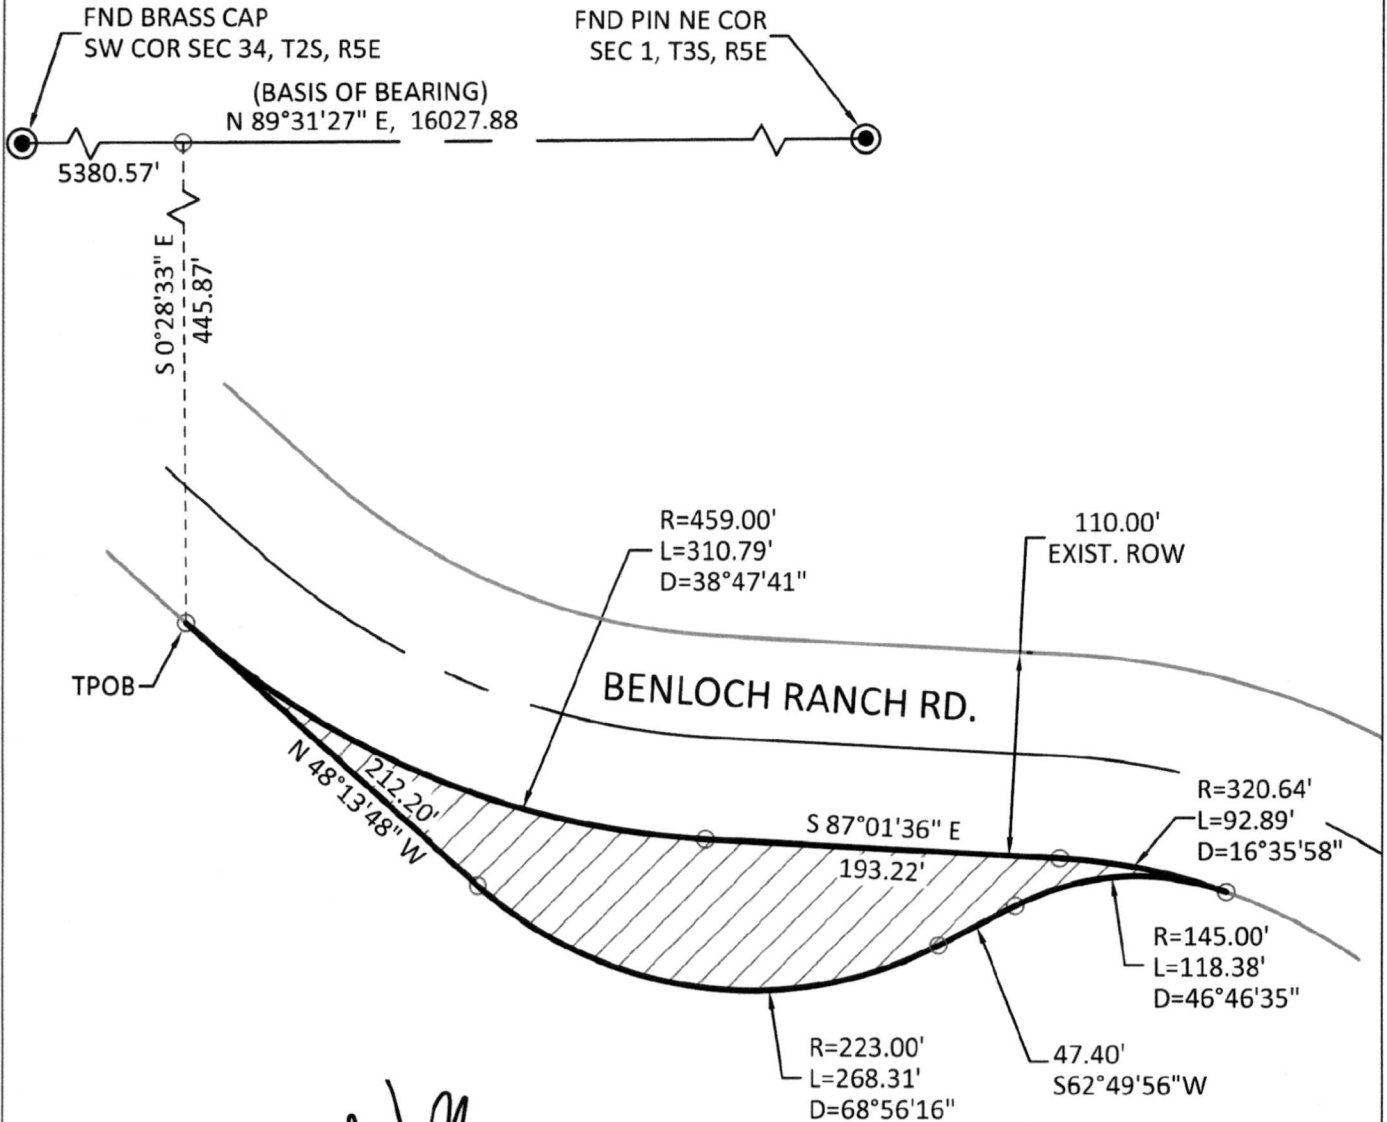 FND BRASS CAP
SW COR SEC 34, T2S, R5E
FND PIN NE COR
SEC 1, T3S, R5E
(BASIS OF BEARING)
N 89°31'27" E, 16027.88
5380.57'
S 0°28'33" E
445.87'
R=459.00'
L=310.79'
D=38°47'41"
110.00'
EXIST. ROW
TPOB
BENLOCH RANCH RD.
N 48°13'48" W
212.20'
S 87°01'36" E
193.22'
R=320.64'
L=92.89'
D=16°35'58"
R=145.00'
L=118.38'
D=46°46'35"
47.40'
S62°49'56"W
R=223.00'
L=268.31'
D=68°56'16"